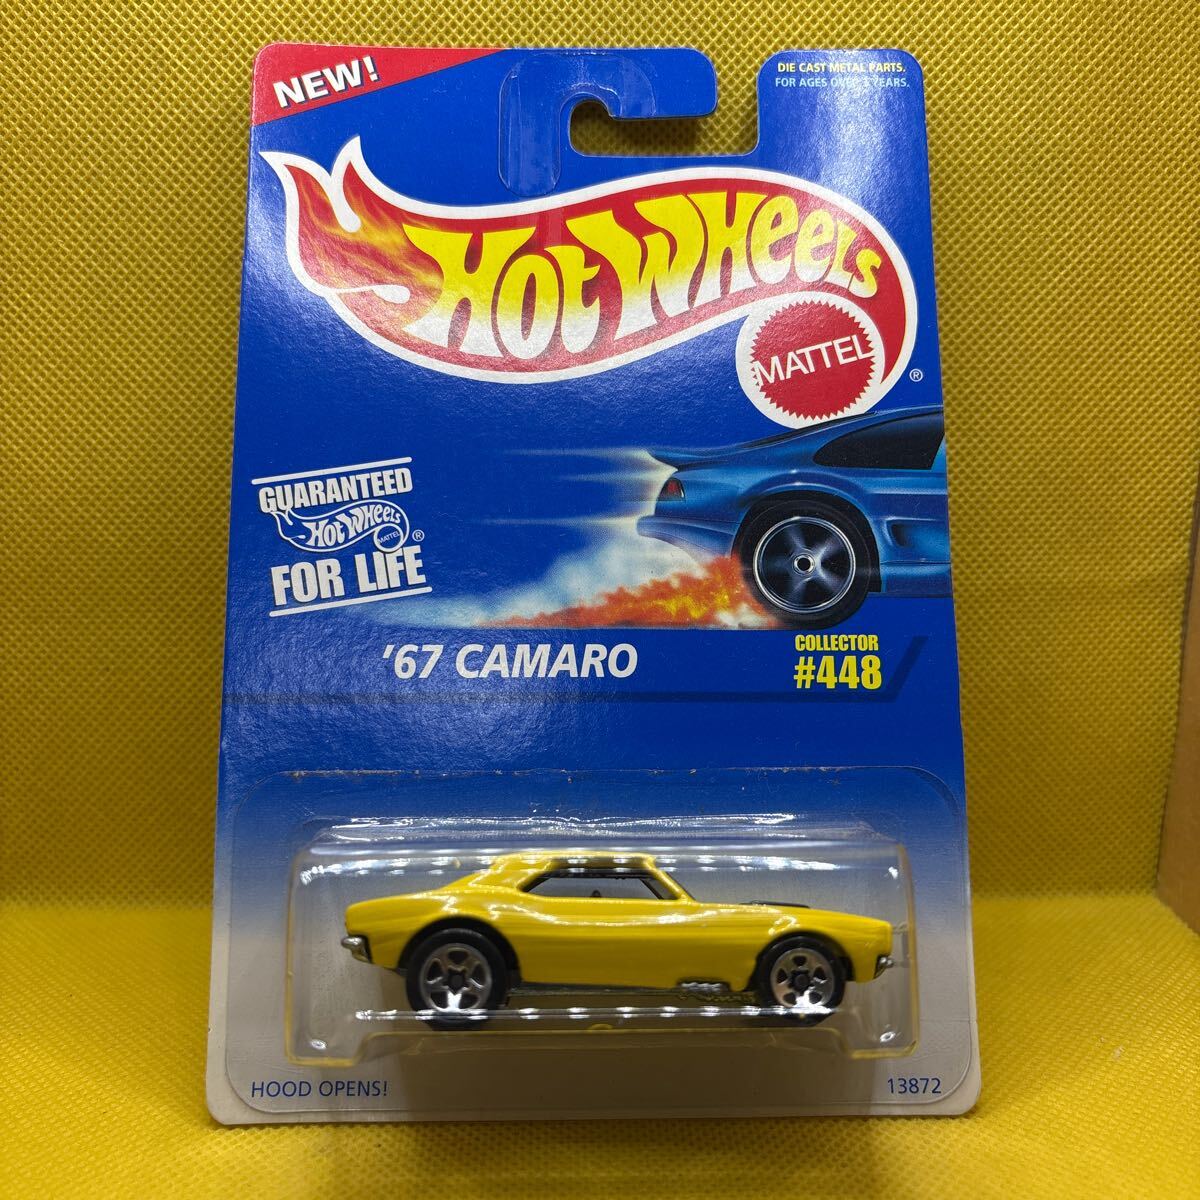 NEW!
DIE CAST METAL PARTS.
FOR AGES OVER 3 YEARS.
HOT WHEELS
MATTEL
®
GUARANTEED
HOT WHEELS
MATTEL
®
FOR LIFE
'67 CAMARO
COLLECTOR
#448
HOOD OPENS!
13872